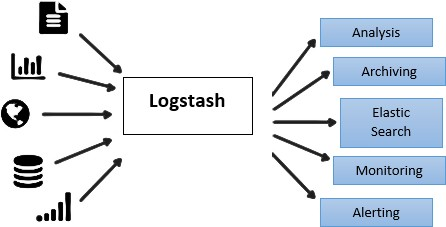 Logstash
Analysis
Archiving
Elastic
Search
Monitoring
Alerting